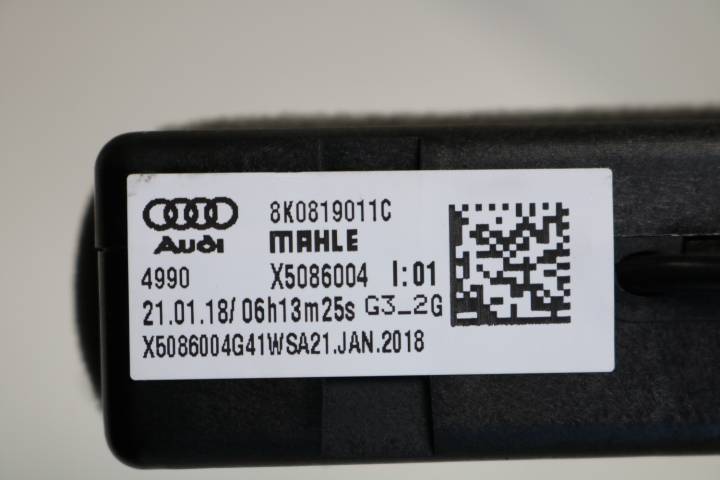 8K0819011C
Audi MAHLE
4990 X5086004 I:01
21.01.18/ 06h13m25s G3_2G
X5086004G41WSA21.JAN.2018